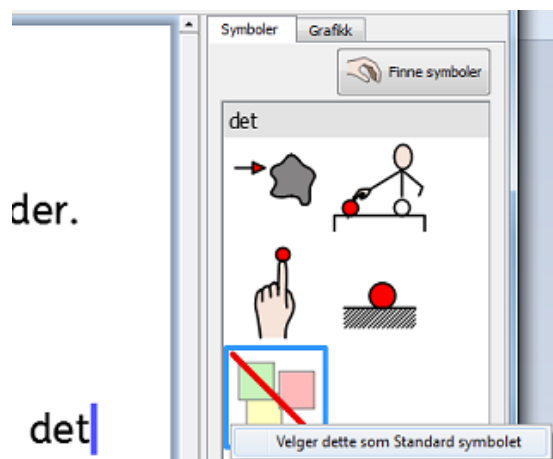 Symboler Grafikk
Finne symboler
det
der.
det
Velger dette som Standard symbolet